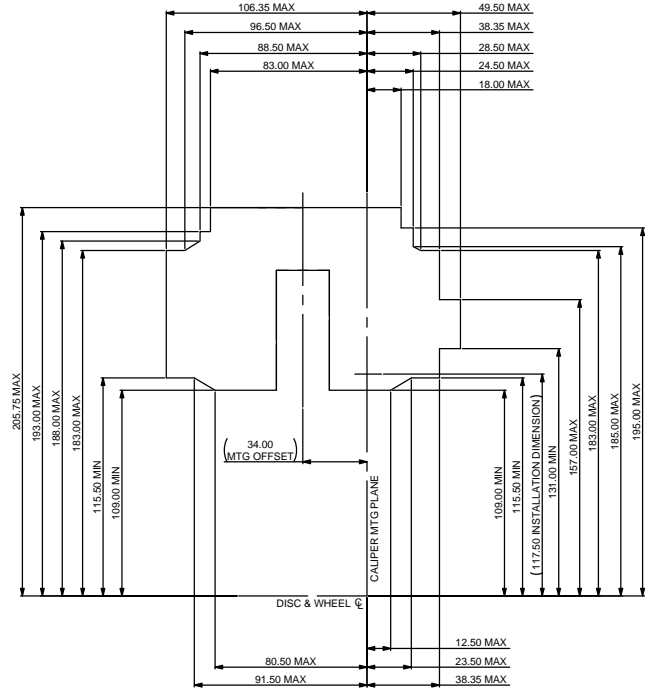 106.35 MAX
49.50 MAX
96.50 MAX
38.35 MAX
88.50 MAX
28.50 MAX
83.00 MAX
24.50 MAX
18.00 MAX
205.75 MAX
193.00 MAX
188.00 MAX
183.00 MAX
115.50 MIN
109.00 MIN
(34.00
MTG OFFSET)
CALIPER MTG PLANE
109.00 MIN
115.50 MIN
(117.50 INSTALLATION DIMENSION)
131.00 MIN
157.00 MAX
183.00 MAX
185.00 MAX
195.00 MAX
DISC & WHEEL ℄
12.50 MAX
80.50 MAX
23.50 MAX
91.50 MAX
38.35 MAX